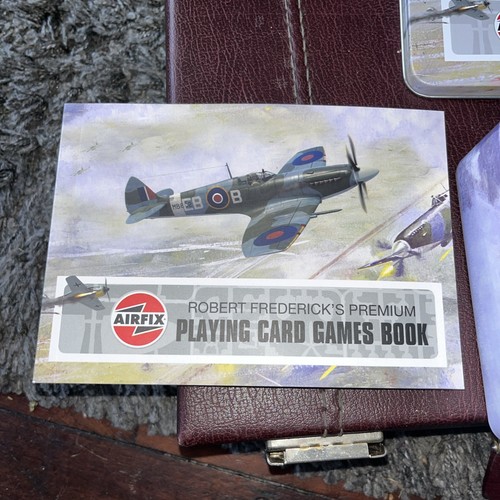 EB B
AIRFIX
ROBERT FREDERICK'S PREMIUM
PLAYING CARD GAMES BOOK